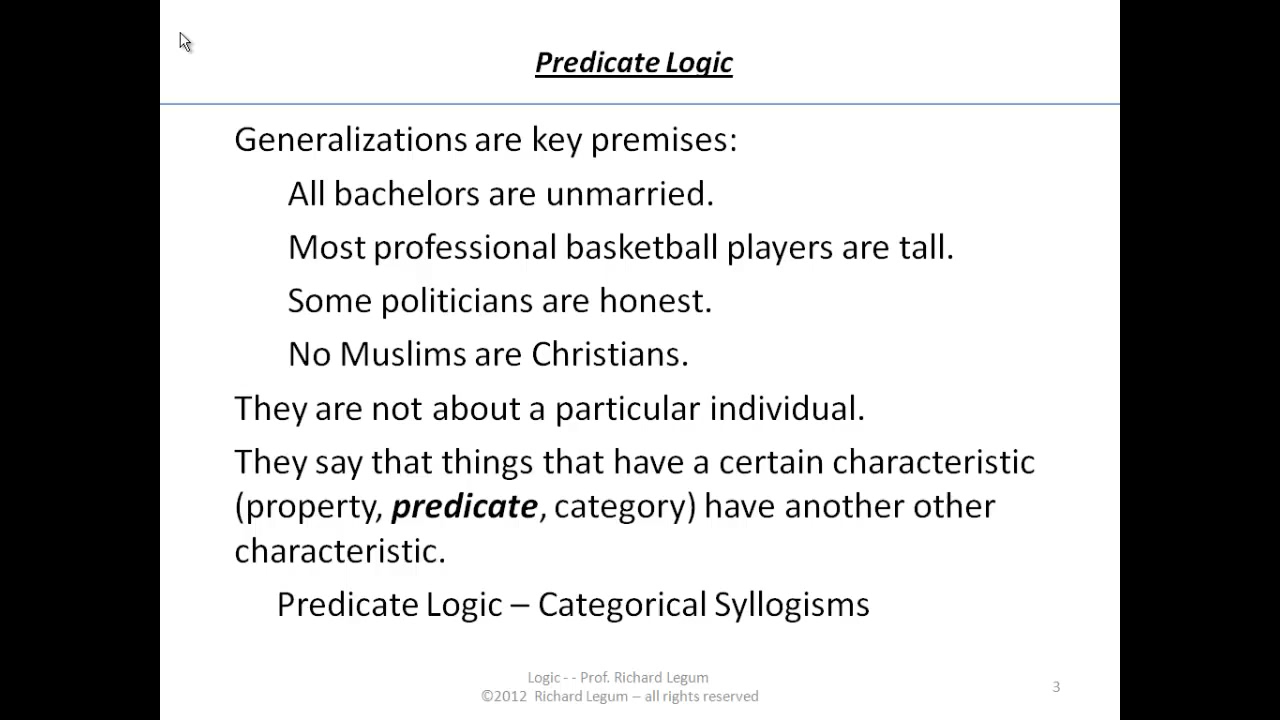 Predicate Logic
Generalizations are key premises:
All bachelors are unmarried.
Most professional basketball players are tall.
Some politicians are honest.
No Muslims are Christians.
They are not about a particular individual.
They say that things that have a certain characteristic
(property, predicate, category) have another other
characteristic.
Predicate Logic – Categorical Syllogisms
Logic - - Prof. Richard Legum
©2012 Richard Legum – all rights reserved
3